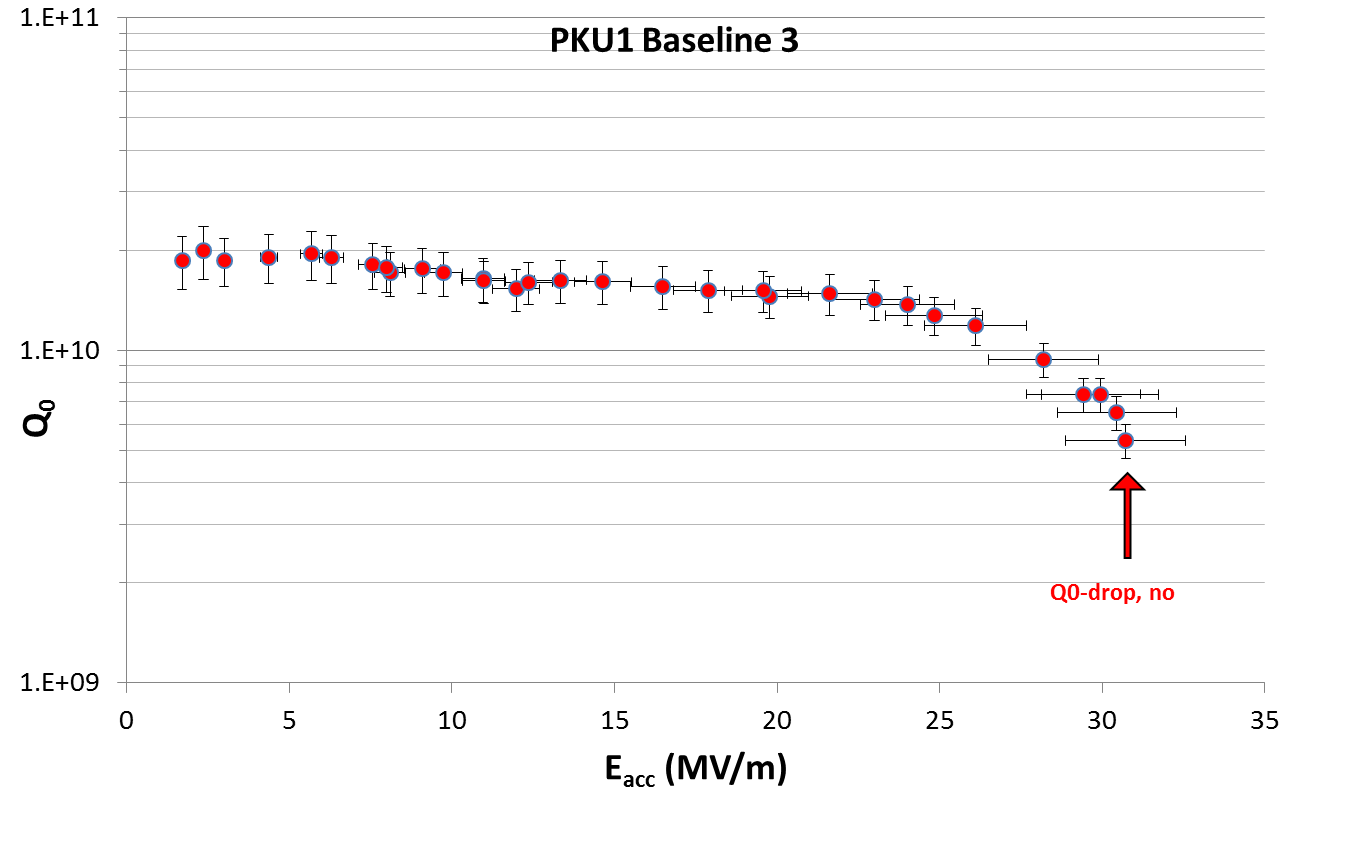 1.E+11
PKU1 Baseline 3
1.E+10
Q0
Q0-drop, no
1.E+09
0 5 10 15 20 25 30 35
Eacc (MV/m)